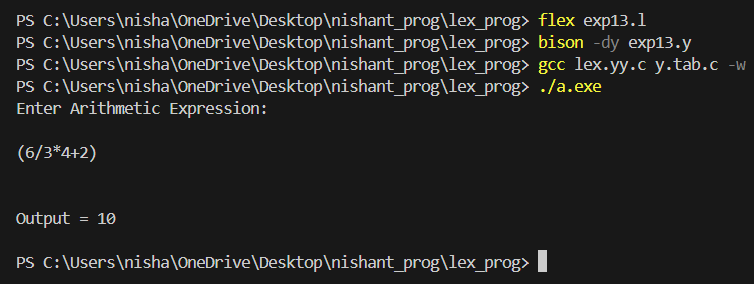 PS C:\Users\nisha\OneDrive\Desktop\nishant_prog\lex_prog> flex exp13.l
PS C:\Users\nisha\OneDrive\Desktop\nishant_prog\lex_prog> bison -dy exp13.y
PS C:\Users\nisha\OneDrive\Desktop\nishant_prog\lex_prog> gcc lex.yy.c y.tab.c -w
PS C:\Users\nisha\OneDrive\Desktop\nishant_prog\lex_prog> ./a.exe
Enter Arithmetic Expression:
(6/3*4+2)
Output = 10
PS C:\Users\nisha\OneDrive\Desktop\nishant_prog\lex_prog>